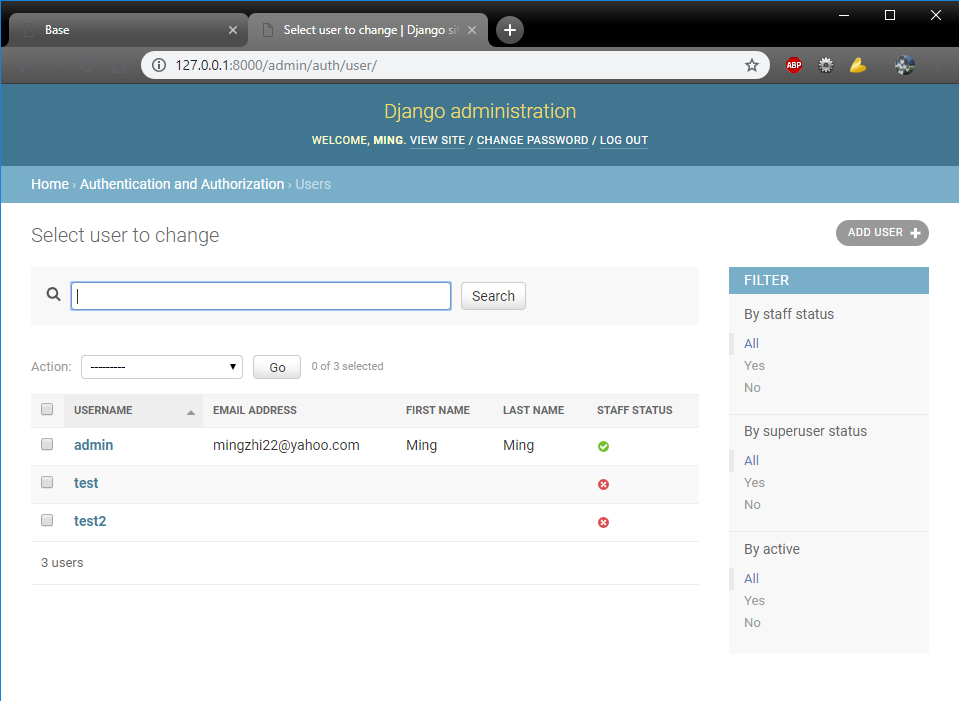 Base
Select user to change | Django si
127.0.0.1:8000/admin/auth/user/
ABP
Django administration
WELCOME, MING. VIEW SITE / CHANGE PASSWORD / LOG OUT
Home › Authentication and Authorization › Users
Select user to change
ADD USER
Search
Action: --------- Go 0 of 3 selected
USERNAME EMAIL ADDRESS FIRST NAME LAST NAME STAFF STATUS
admin mingzhi22@yahoo.com Ming Ming
test
test2
3 users
FILTER
By staff status
All
Yes
No
By superuser status
All
Yes
No
By active
All
Yes
No